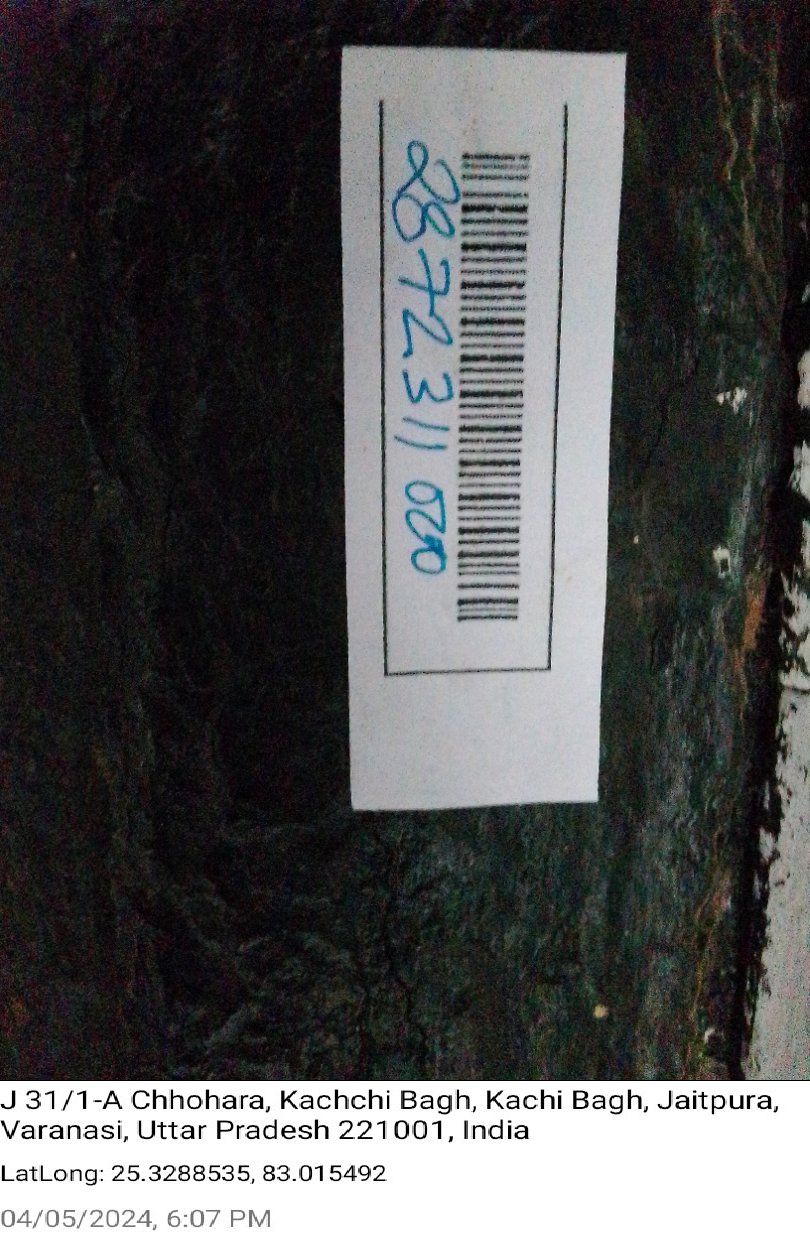 2872311
J 31/1-A Chhohara, Kachchi Bagh, Kachi Bagh, Jaitpura,
Varanasi, Uttar Pradesh 221001, India
LatLong: 25.3288535, 83.015492
04/05/2024, 6:07 PM